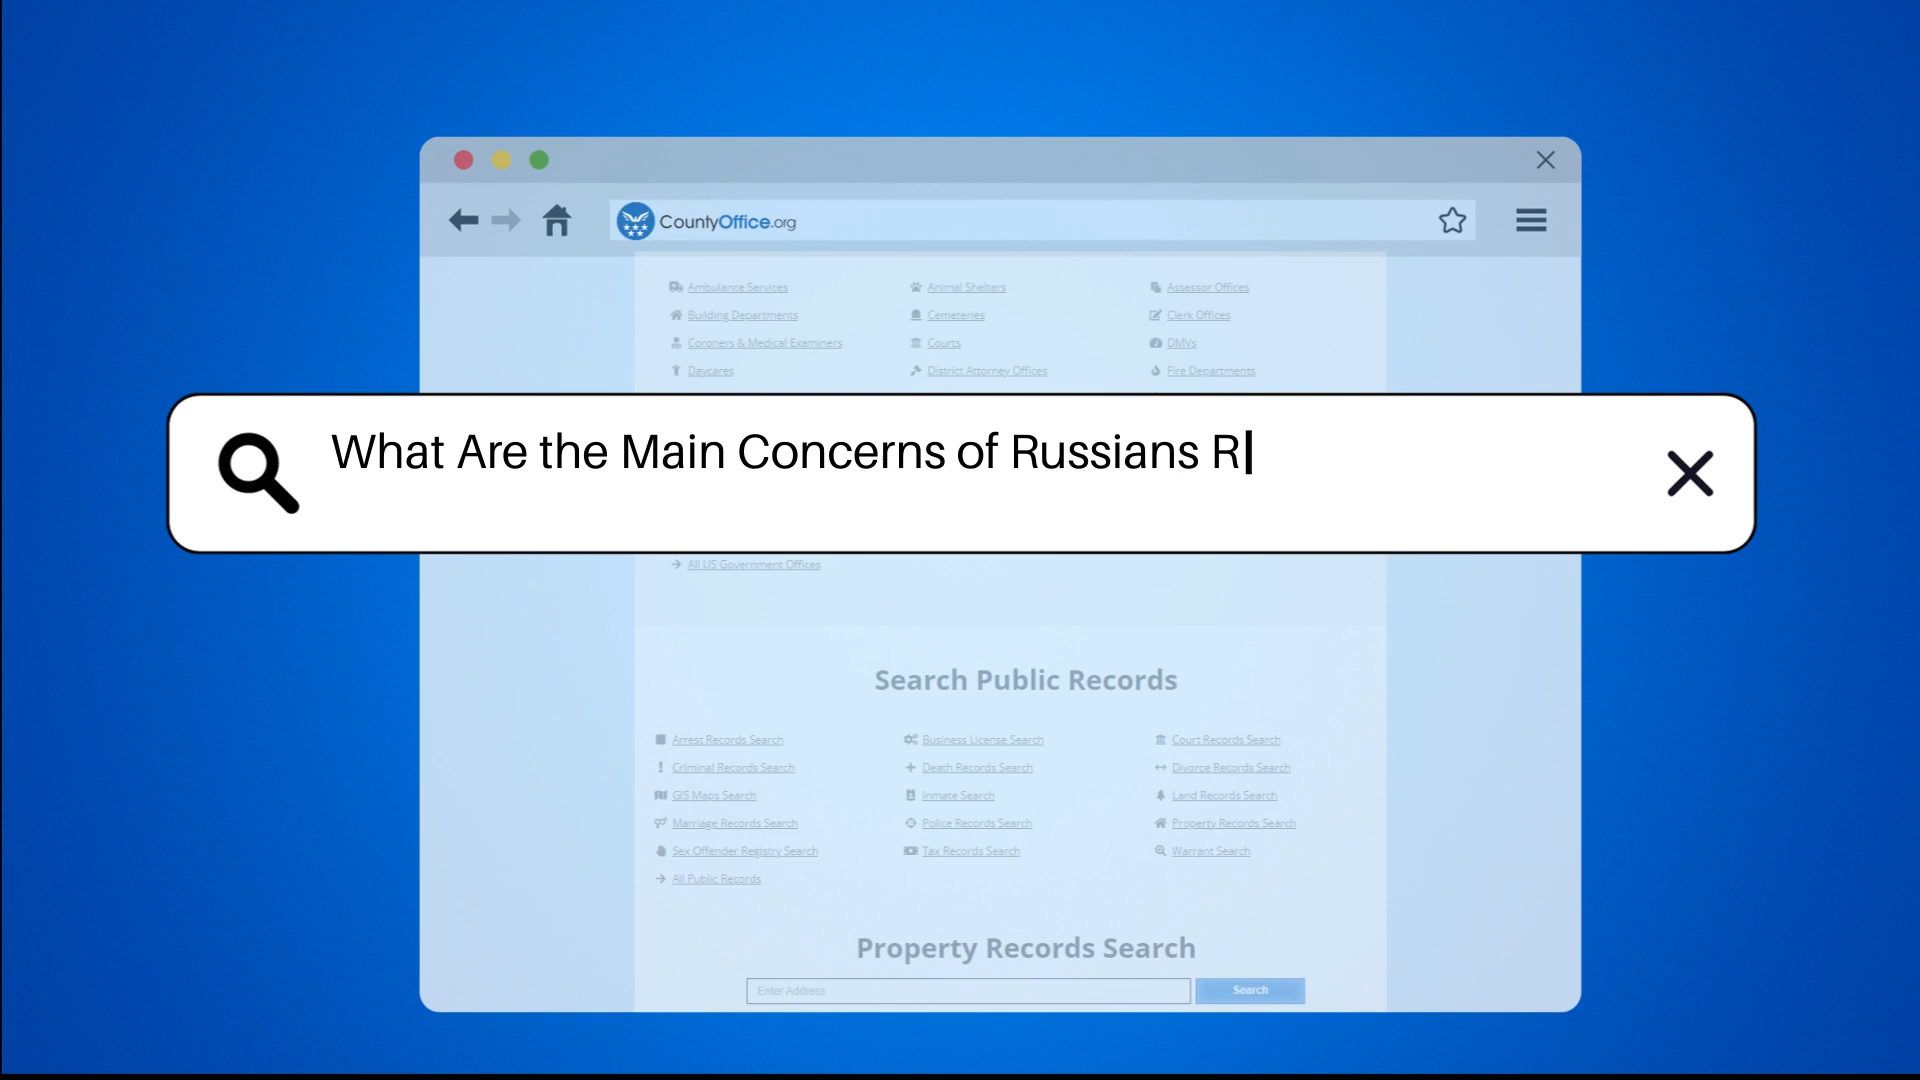 CountyOffice.org
Ambulance Services Animal Shelters Assessor Offices
Building Departments Cemeteries Clerk Offices
Coroners & Medical Examiners Courts DMVs
Daycares District Attorney Offices Fire Departments
What Are the Main Concerns of Russians R
All US Government Offices
Search Public Records
Arrest Records Search Business License Search Court Records Search
Criminal Records Search Death Records Search Divorce Records Search
GIS Maps Search Inmate Search Land Records Search
Marriage Records Search Police Records Search Property Records Search
Sex Offender Registry Search Tax Records Search Warrant Search
All Public Records
Property Records Search
Enter Address Search